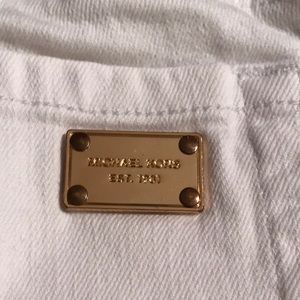 MICHAEL KORS
EST. 1981